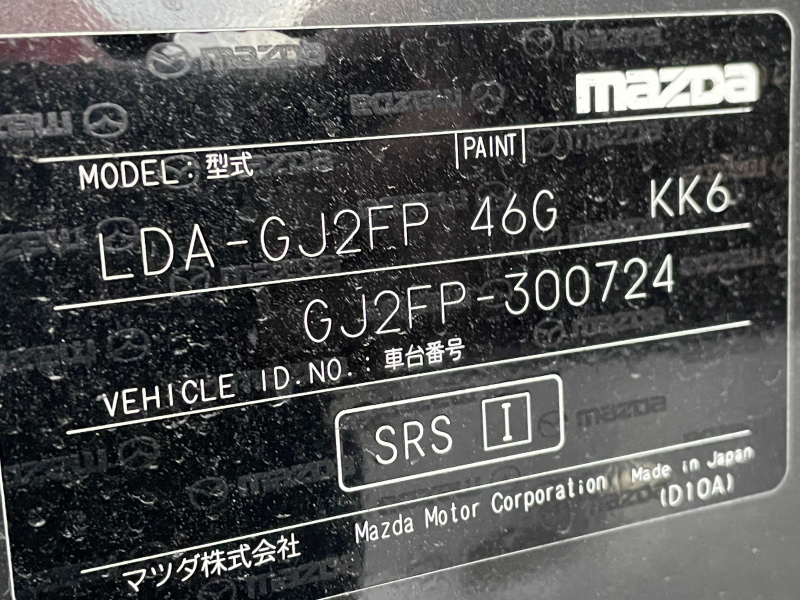 mazda
MODEL: 型式 PAINT
LDA-GJ2FP 46G KK6
GJ2FP-300724
VEHICLE ID.NO.: 車台番号
SRS I
マツダ株式会社 Mazda Motor Corporation Made in Japan
(D10A)